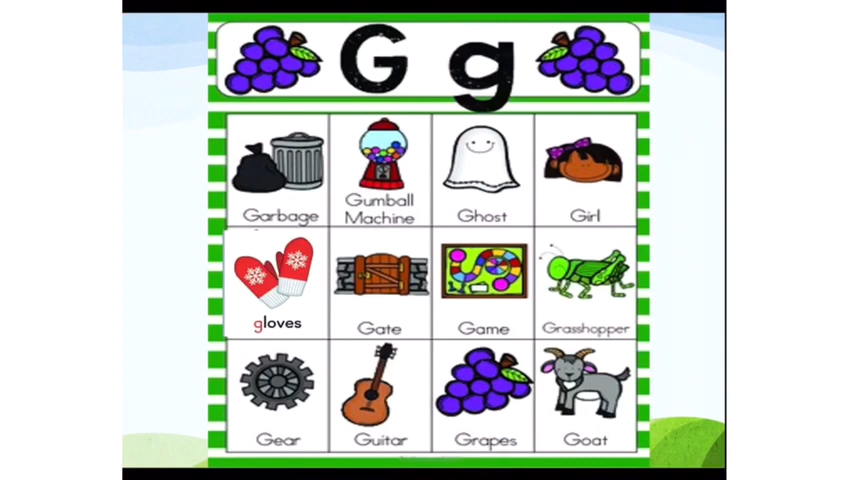 G g
Garbage
Gumball
Machine
Ghost
Girl
gloves
Gate
Game
Grasshopper
Gear
Guitar
Grapes
Goat